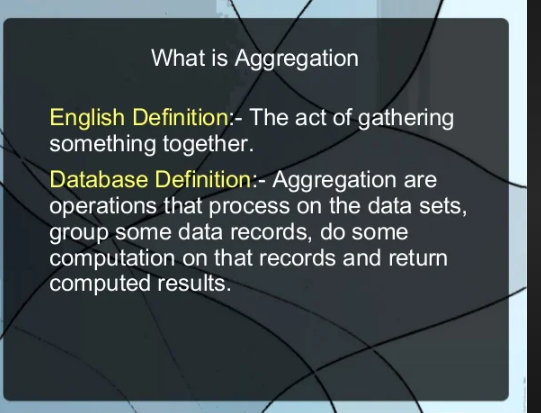 What is Aggregation
English Definition:- The act of gathering
something together.
Database Definition:- Aggregation are
operations that process on the data sets,
group some data records, do some
computation on that records and return
computed results.